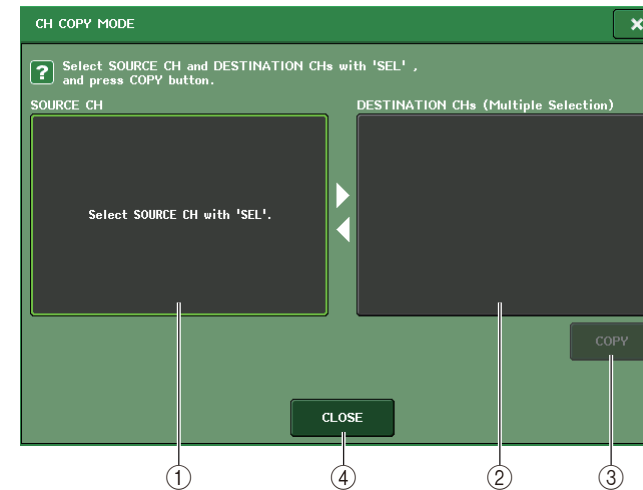 CH COPY MODE
×
? Select SOURCE CH and DESTINATION CHs with 'SEL' ,
and press COPY button.
SOURCE CH
DESTINATION CHs (Multiple Selection)
Select SOURCE CH with 'SEL'.
COPY
CLOSE
① ④ ② ③